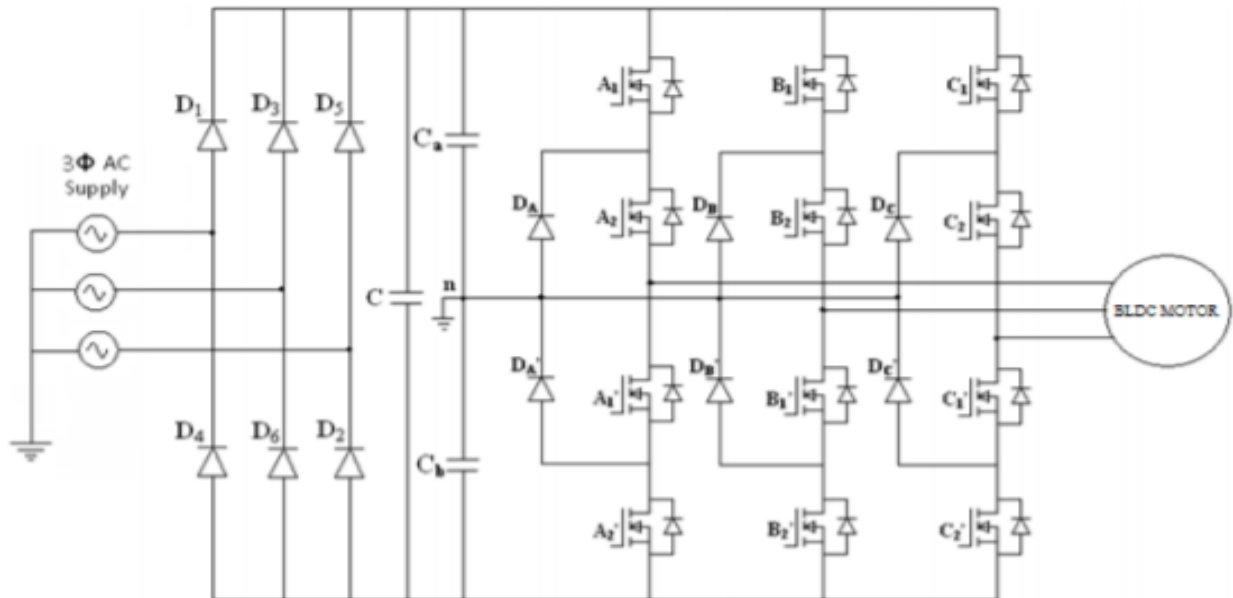 3Φ AC
Supply
D1
D3
D5
D4
D6
D2
C
Ca
Cb
n
A1
B1
C1
DA
A2
DB
B2
DC
C2
DA'
A1'
DB'
B1'
DC'
C1'
A2'
B2'
C2'
BLDC MOTOR